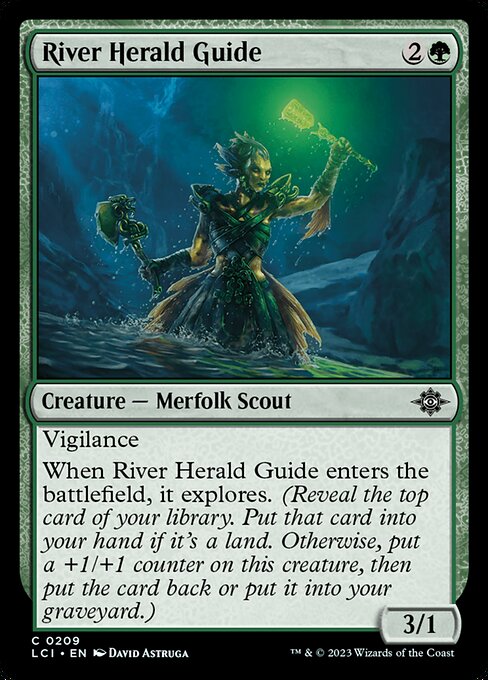 River Herald Guide 2
Creature — Merfolk Scout
Vigilance
When River Herald Guide enters the
battlefield, it explores. (Reveal the top
card of your library. Put that card into
your hand if it's a land. Otherwise, put
a +1/+1 counter on this creature, then
put the card back or put it into your
graveyard.)
3/1
C 0209
LCI • EN David Astruga
™ & © 2023 Wizards of the Coast